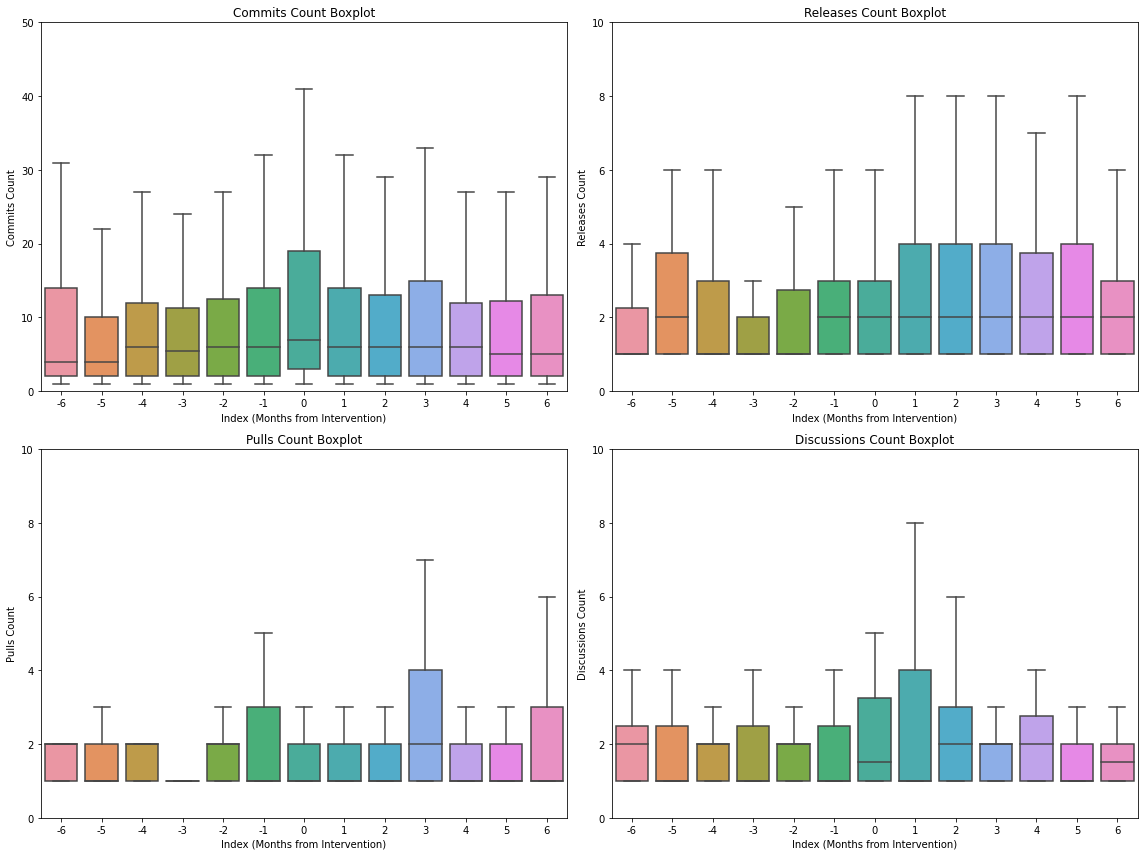 Commits Count Boxplot
Commits Count
50
40
30
20
10
0
-6 -5 -4 -3 -2 -1 0 1 2 3 4 5 6
Index (Months from Intervention)
Releases Count Boxplot
Releases Count
10
8
6
4
2
0
-6 -5 -4 -3 -2 -1 0 1 2 3 4 5 6
Index (Months from Intervention)
Pulls Count Boxplot
Pulls Count
10
8
6
4
2
0
-6 -5 -4 -3 -2 -1 0 1 2 3 4 5 6
Index (Months from Intervention)
Discussions Count Boxplot
Discussions Count
10
8
6
4
2
0
-6 -5 -4 -3 -2 -1 0 1 2 3 4 5 6
Index (Months from Intervention)